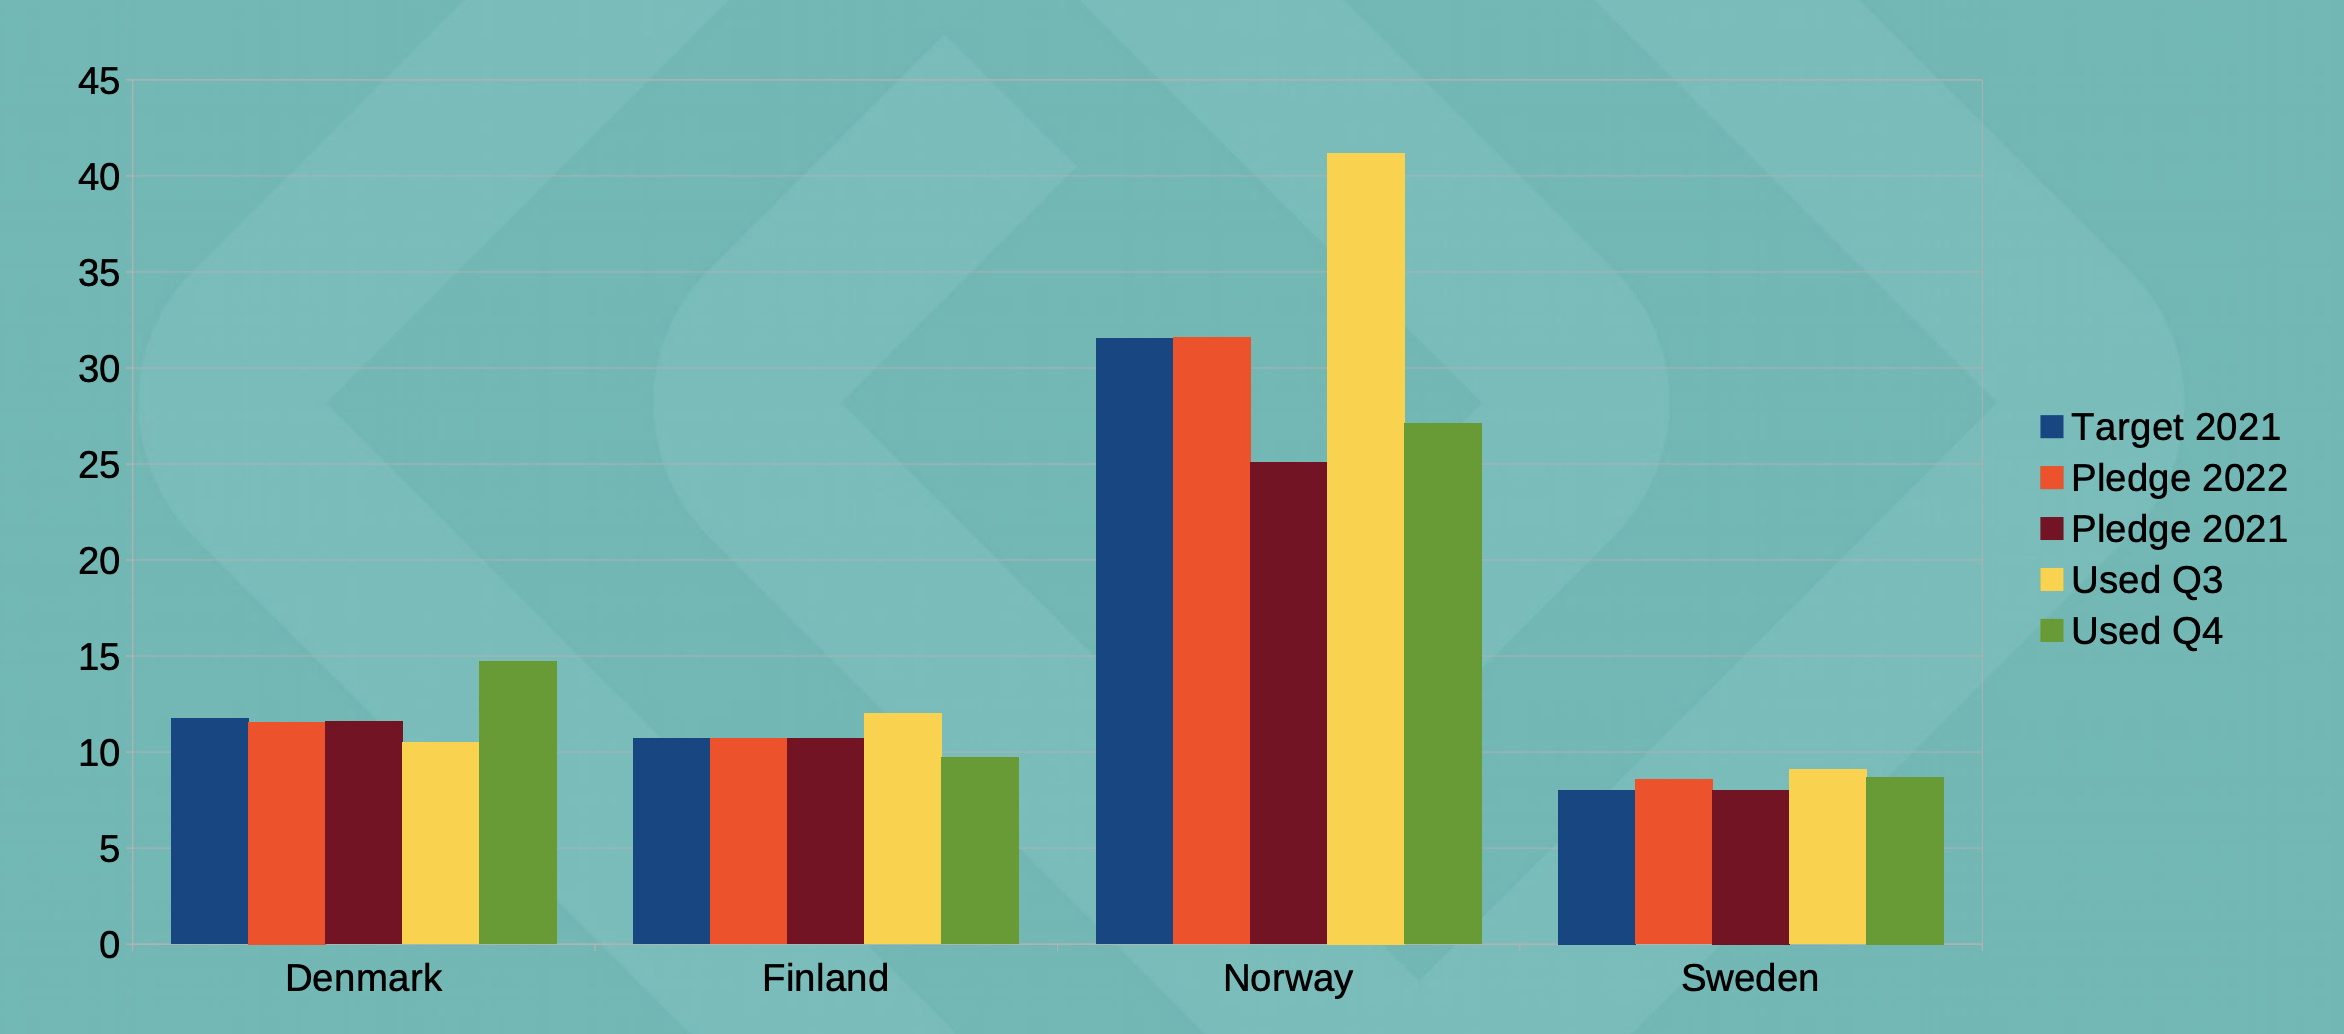 45
40
35
30
25
20
15
10
5
0
Denmark
Finland
Norway
Sweden
Target 2021
Pledge 2022
Pledge 2021
Used Q3
Used Q4